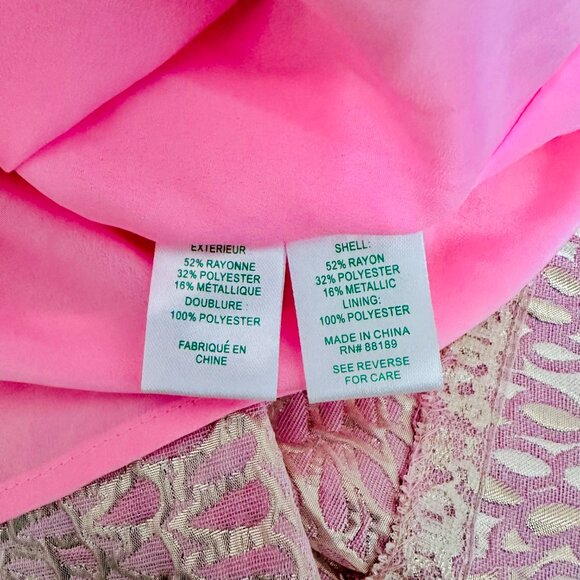 EXTÉRIEUR
52% RAYONNE
32% POLYESTER
16% MÉTALLIQUE
DOUBLURE :
100% POLYESTER
FABRIQUÉ EN
CHINE
SHELL:
52% RAYON
32% POLYESTER
16% METALLIC
LINING:
100% POLYESTER
MADE IN CHINA
RN# 88189
SEE REVERSE
FOR CARE